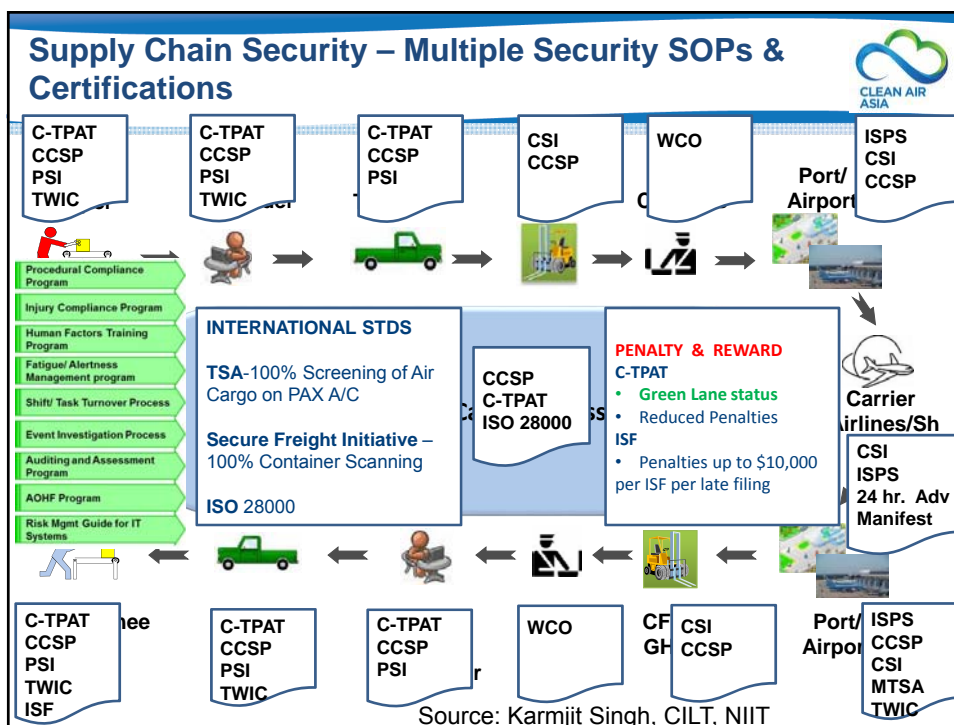 Supply Chain Security – Multiple Security SOPs &
Certifications
CLEAN AIR
ASIA
C-TPAT
CCSP
PSI
TWIC
C-TPAT
CCSP
PSI
TWIC
C-TPAT
CCSP
PSI
CSI
CCSP
WCO
Port/
Airport
ISPS
CSI
CCSP
Procedural Compliance
Program
Injury Compliance Program
Human Factors Training
Program
Fatigue/ Alertness
Management program
Shift/ Task Turnover Process
Event Investigation Process
Auditing and Assessment
Program
AOHF Program
Risk Mgmt Guide for IT
Systems
INTERNATIONAL STDS
TSA-100% Screening of Air
Cargo on PAX A/C
Secure Freight Initiative –
100% Container Scanning
ISO 28000
CCSP
C-TPAT
ISO 28000
PENALTY & REWARD
C-TPAT
• Green Lane status
• Reduced Penalties
ISF
• Penalties up to $10,000
per ISF per late filing
Carrier
irlines/Sh
CSI
ISPS
24 hr. Adv
Manifest
C-TPAT
CCSP
PSI
TWIC
ISF
nee
C-TPAT
CCSP
PSI
TWIC
C-TPAT
CCSP
PSI
WCO
CF
GH
CSI
CCSP
Port/
Airpor
ISPS
CCSP
CSI
MTSA
TWIC
Source: Karmjit Singh, CILT, NIIT